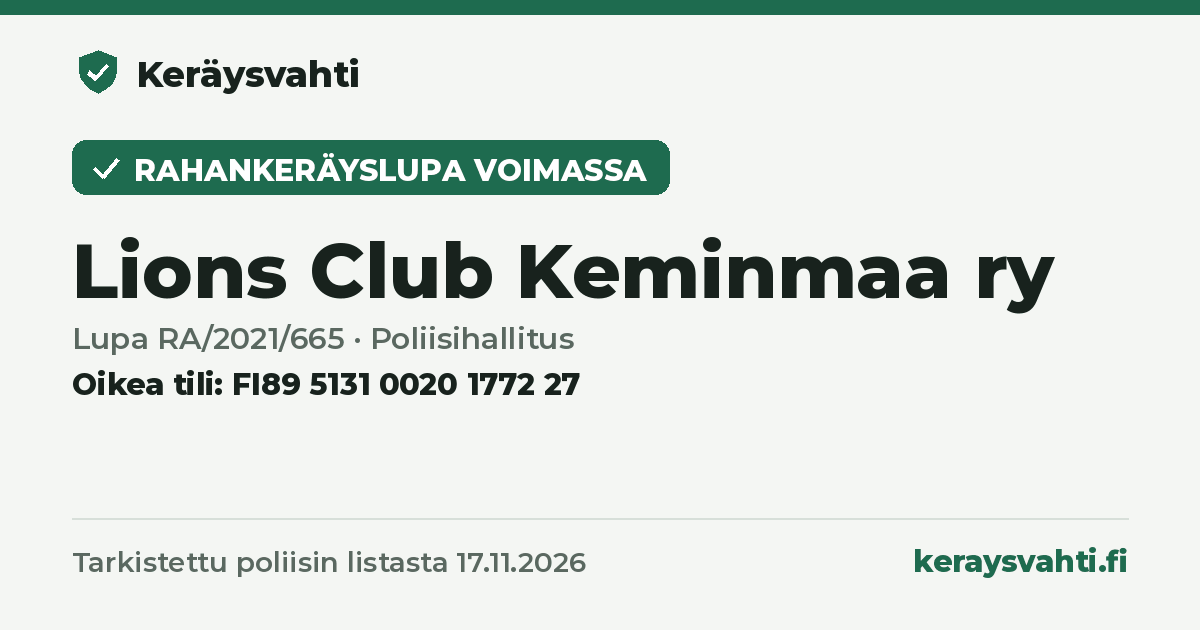 Keräysvahti
RAHANKERÄYSLUPA VOIMASSA
Lions Club Keminmaa ry
Lupa RA/2021/665 · Poliisihallitus
Oikea tili: FI89 5131 0020 1772 27
Tarkistettu poliisin listasta 17.11.2026
keraysvahti.fi